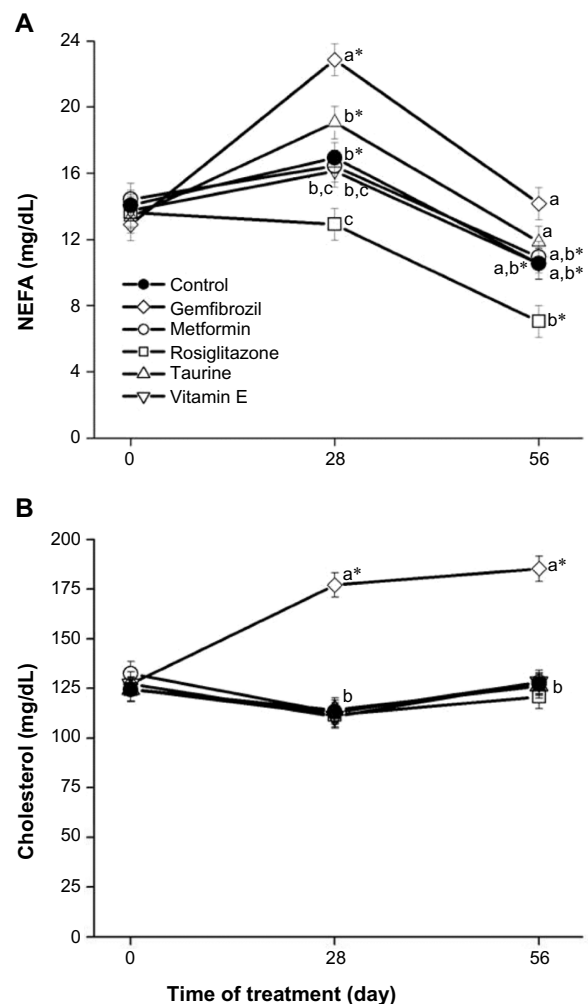 A
24
20
16
12
8
4
0
NEFA (mg/dL)
a*
b*
b*
b,c b,c
c
a
a
a,b*
a,b*
a,b*
b*
Control
Gemfibrozil
Metformin
Rosiglitazone
Taurine
Vitamin E
0 28 56
B
200
175
150
125
100
75
50
25
0
Cholesterol (mg/dL)
a*
a*
b
b
0 28 56
Time of treatment (day)